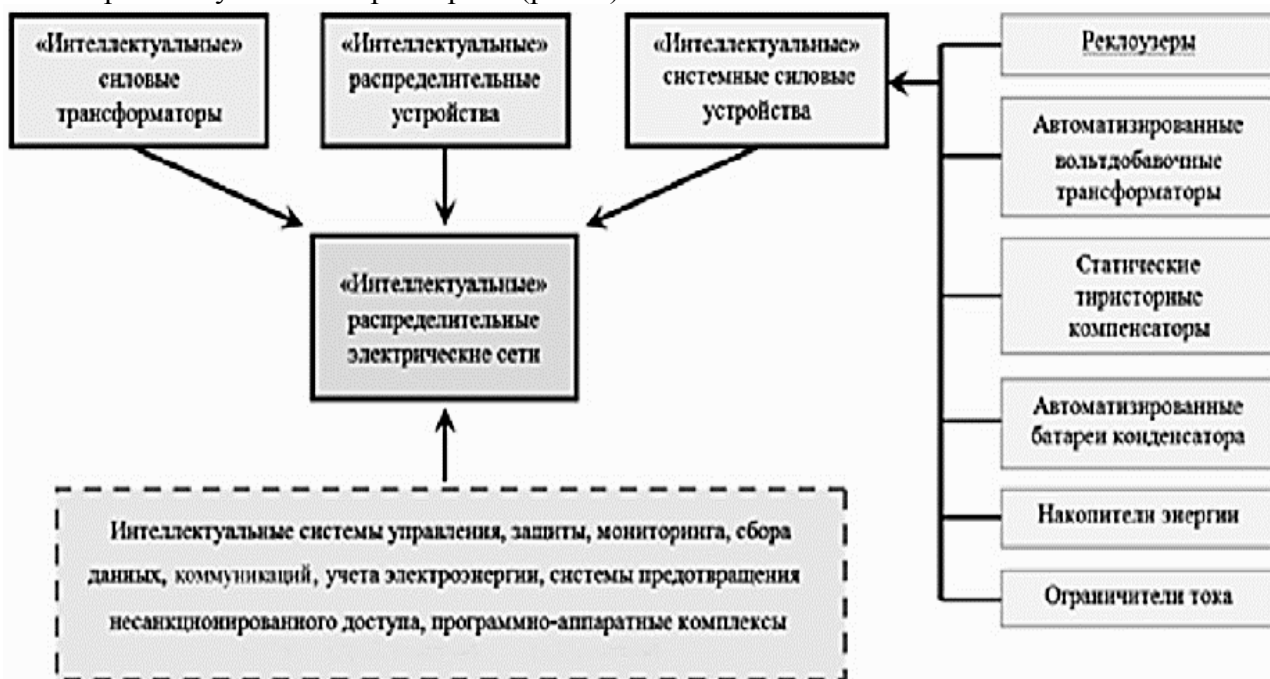 «Интеллектуальные»
силовые
трансформаторы
«Интеллектуальные»
распределительные
устройства
«Интеллектуальные»
системные силовые
устройства
Реклоузеры
Автоматизированные
вольтдобавочные
трансформаторы
Статические
тиристорные
компенсаторы
Автоматизированные
батареи конденсатора
Накопители энергии
Ограничители тока
«Интеллектуальные»
распределительные
электрические сети
Интеллектуальные системы управления, защиты, мониторинга, сбора
данных, коммуникаций, учета электроэнергии, системы предотвращения
несанкционированного доступа, программно-аппаратные комплексы